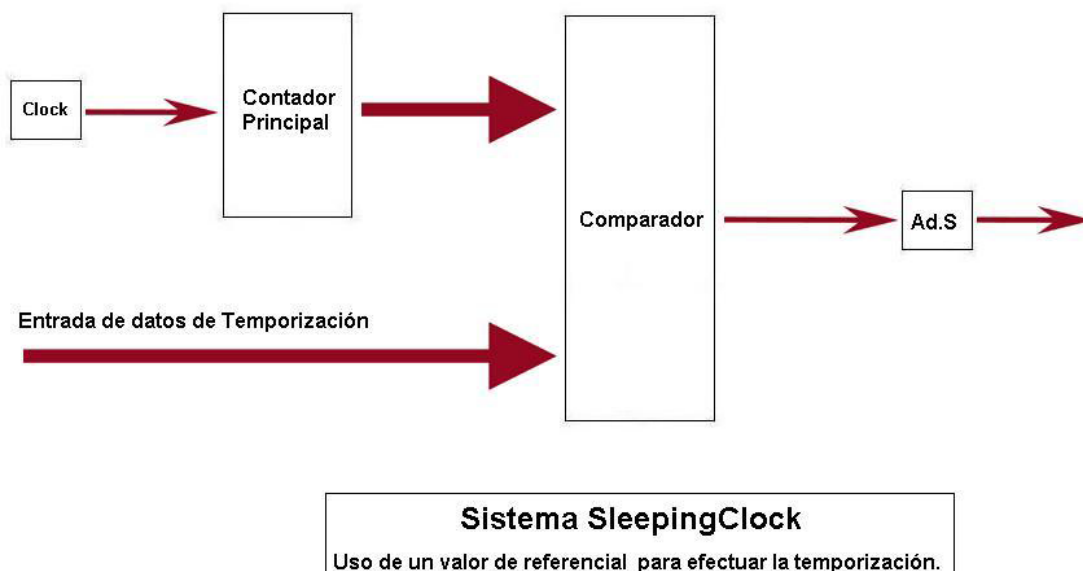 Clock
Contador
Principal
Comparador
Ad.S
Entrada de datos de Temporización
Sistema SleepingClock
Uso de un valor de referencial para efectuar la temporización.